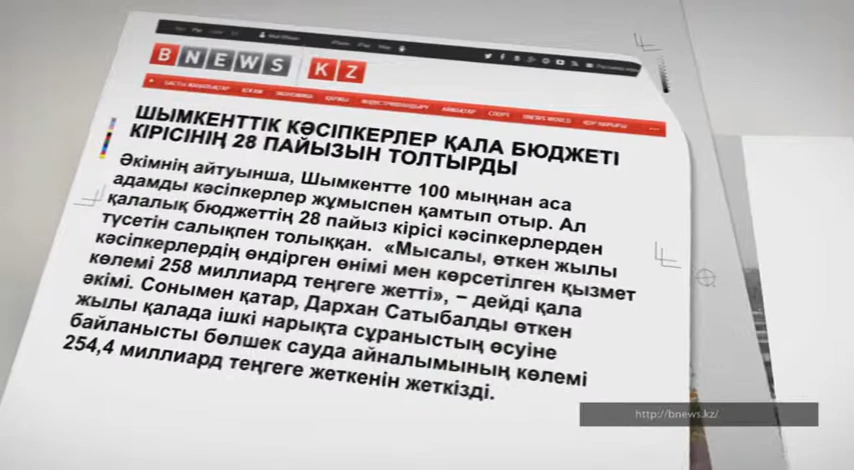 BNEWS KZ
ШЫМКЕНТТІК КӘСІПКЕРЛЕР ҚАЛА БЮДЖЕТІ
КІРІСІНІҢ 28 ПАЙЫЗЫН ТОЛТЫРДЫ
Әкімнің айтуынша, Шымкентте 100 мыңнан аса
адамды кәсіпкерлер жұмыспен қамтып отыр. Ал
қалалық бюджеттің 28 пайыз кірісі кәсіпкерлерден
түсетін салықпен толыққан. «Мысалы, өткен жылы
кәсіпкерлердің өндірген өнімі мен көрсетілген қызмет
көлемі 258 миллиард теңгеге жетті», – дейді қала
әкімі. Сонымен қатар, Дархан Сатыбалды өткен
жылы қалада ішкі нарықта сұраныстың өсуіне
байланысты бөлшек сауда айналымының көлемі
254,4 миллиард теңгеге жеткенін жеткізді.
http://bnews.kz/